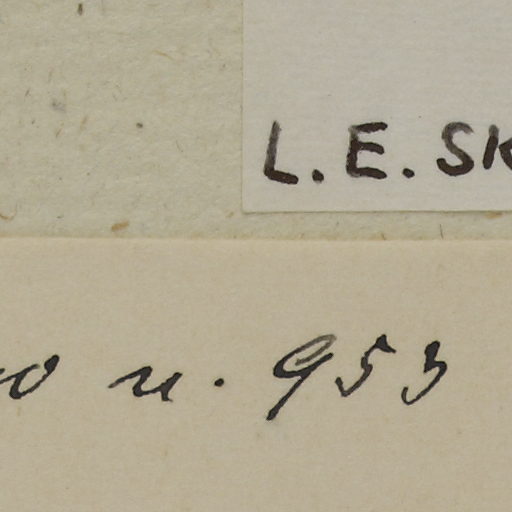 L. E. SK
n. 953